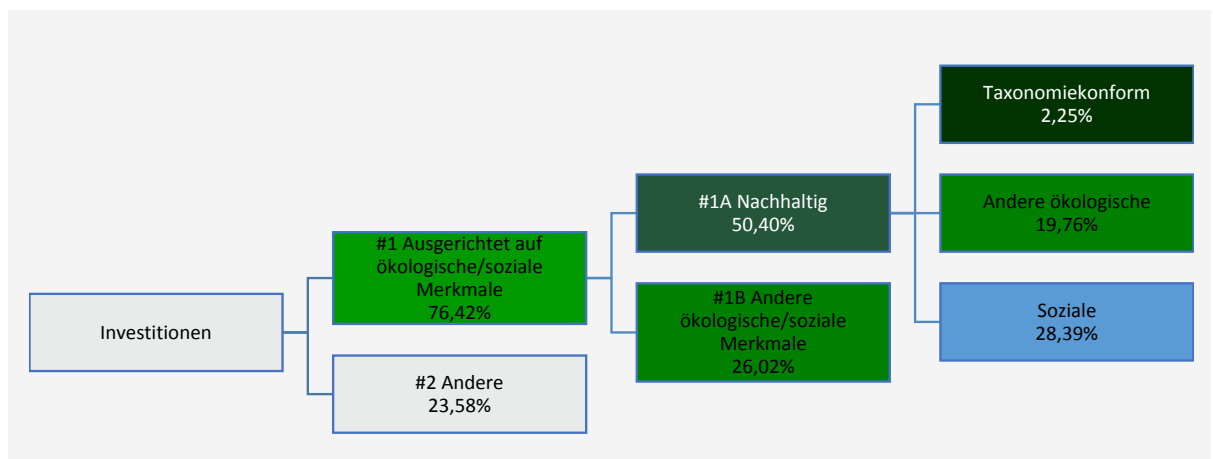 Investitionen
#1 Ausgerichtet auf
ökologische/soziale
Merkmale
76,42%
#2 Andere
23,58%
#1A Nachhaltig
50,40%
#1B Andere
ökologische/soziale
Merkmale
26,02%
Taxonomiekonform
2,25%
Andere ökologische
19,76%
Soziale
28,39%